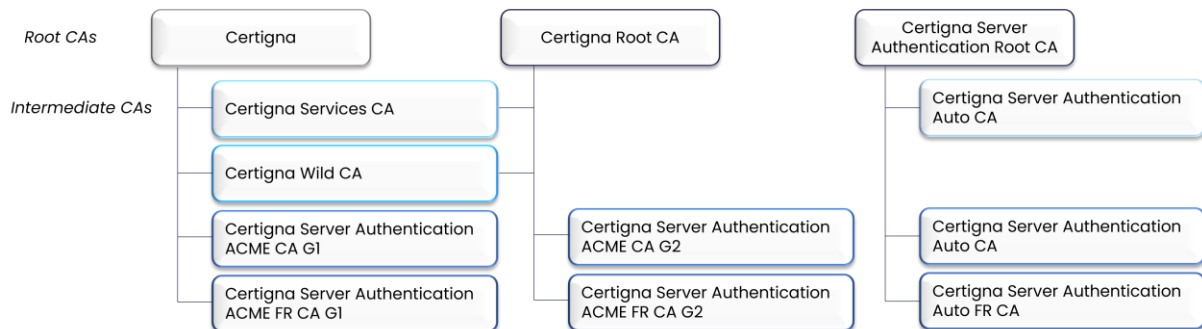 Root CAs
Certigna
Certigna Root CA
Certigna Server
Authentication Root CA
Intermediate CAs
Certigna Services CA
Certigna Server Authentication
Auto CA
Certigna Wild CA
Certigna Server Authentication
ACME CA G1
Certigna Server Authentication
ACME CA G2
Certigna Server Authentication
Auto CA
Certigna Server Authentication
ACME FR CA G1
Certigna Server Authentication
ACME FR CA G2
Certigna Server Authentication
Auto FR CA